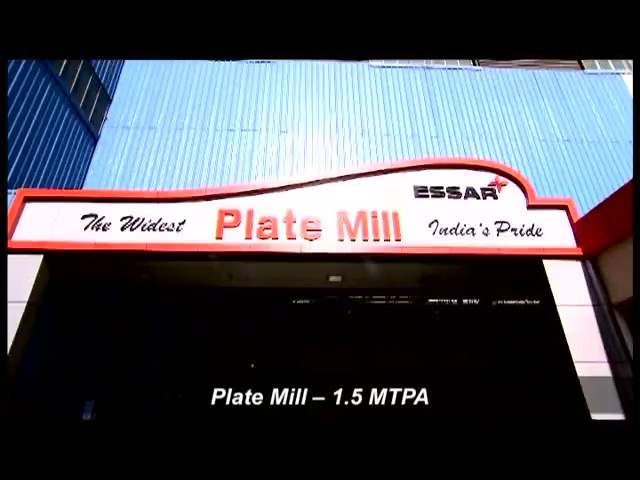 ESSAR
The Widest Plate Mill India's Pride
Plate Mill – 1.5 MTPA